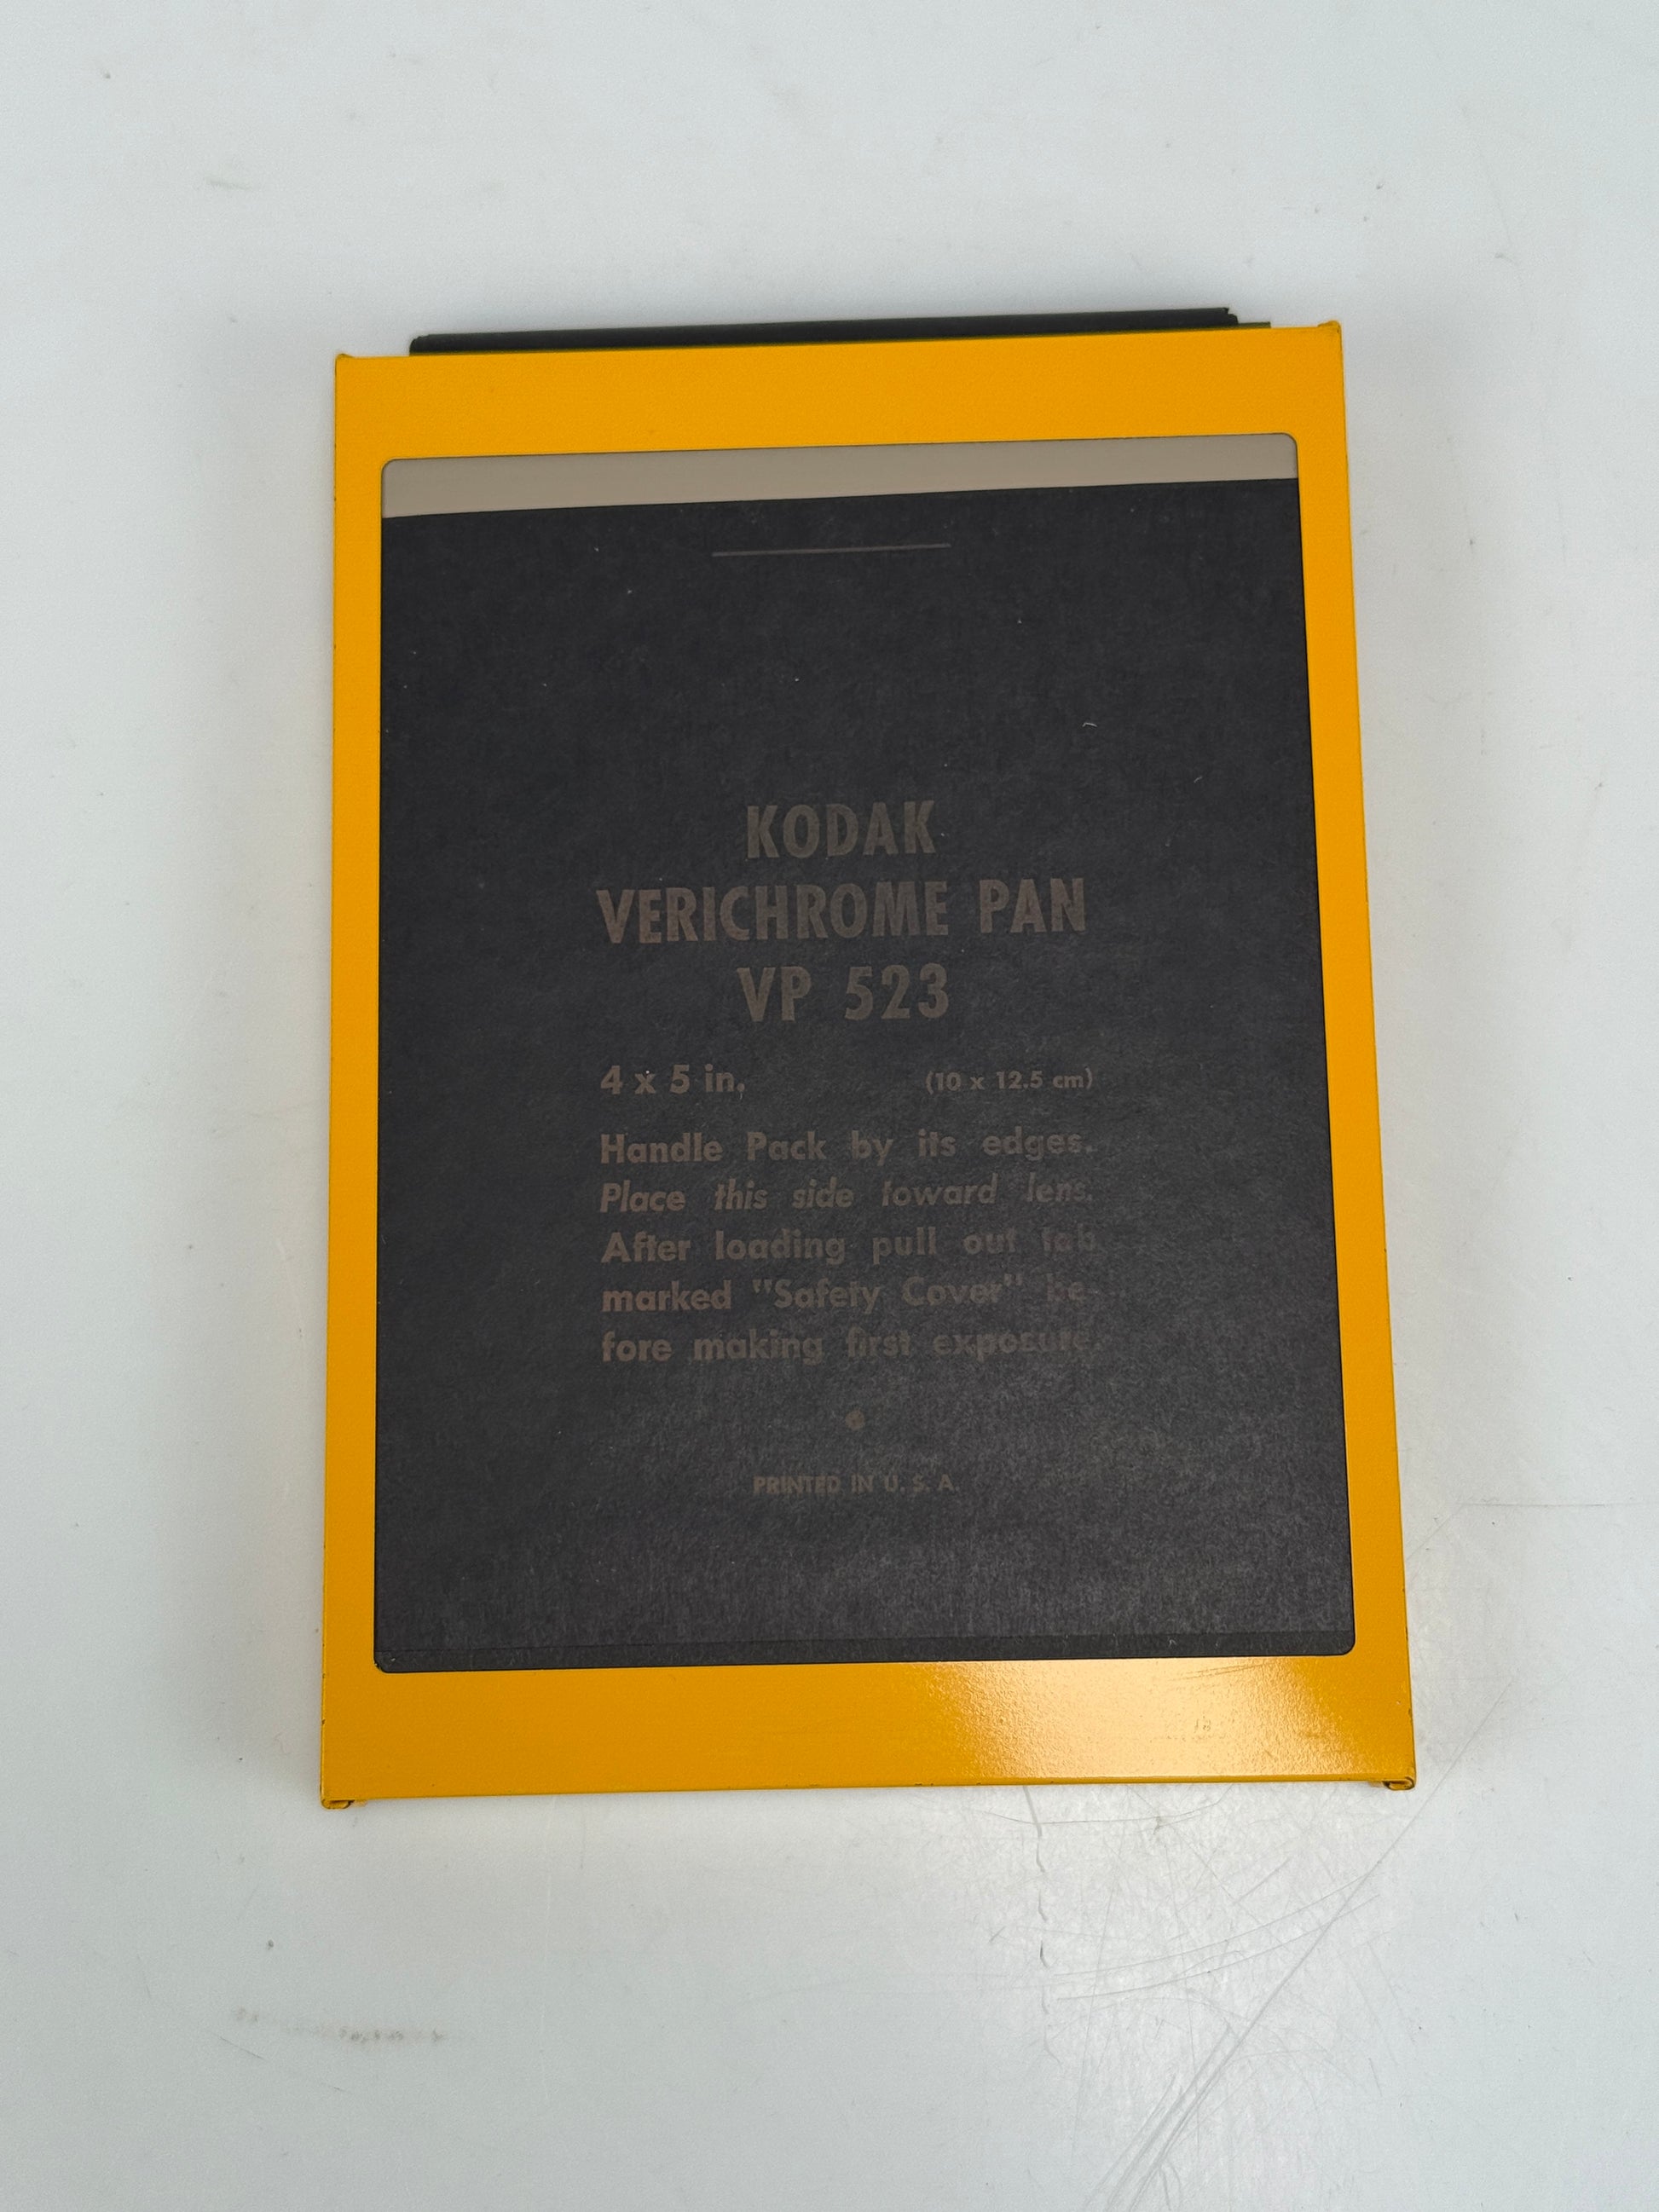 KODAK
VERICHROME PAN
VP 523
4 x 5 in. (10 x 12.5 cm)
Handle Pack by its edges.
Place this side toward lens.
After loading pull out tab
marked "Safety Cover" be-
fore making first exposure.
PRINTED IN U. S. A.